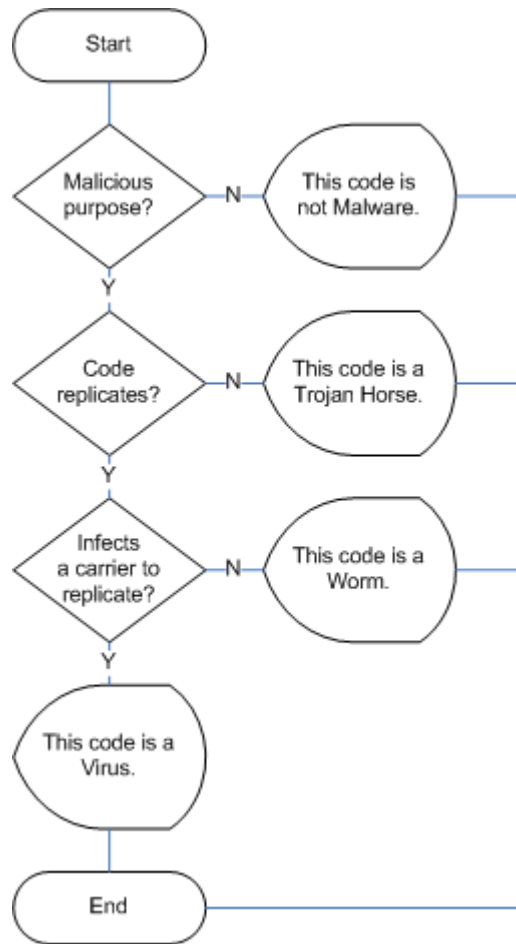 Start
Malicious
purpose?
N
This code is
not Malware.
Y
Code
replicates?
N
This code is a
Trojan Horse.
Y
Infects
a carrier to
replicate?
N
This code is a
Worm.
Y
This code is a
Virus.
End